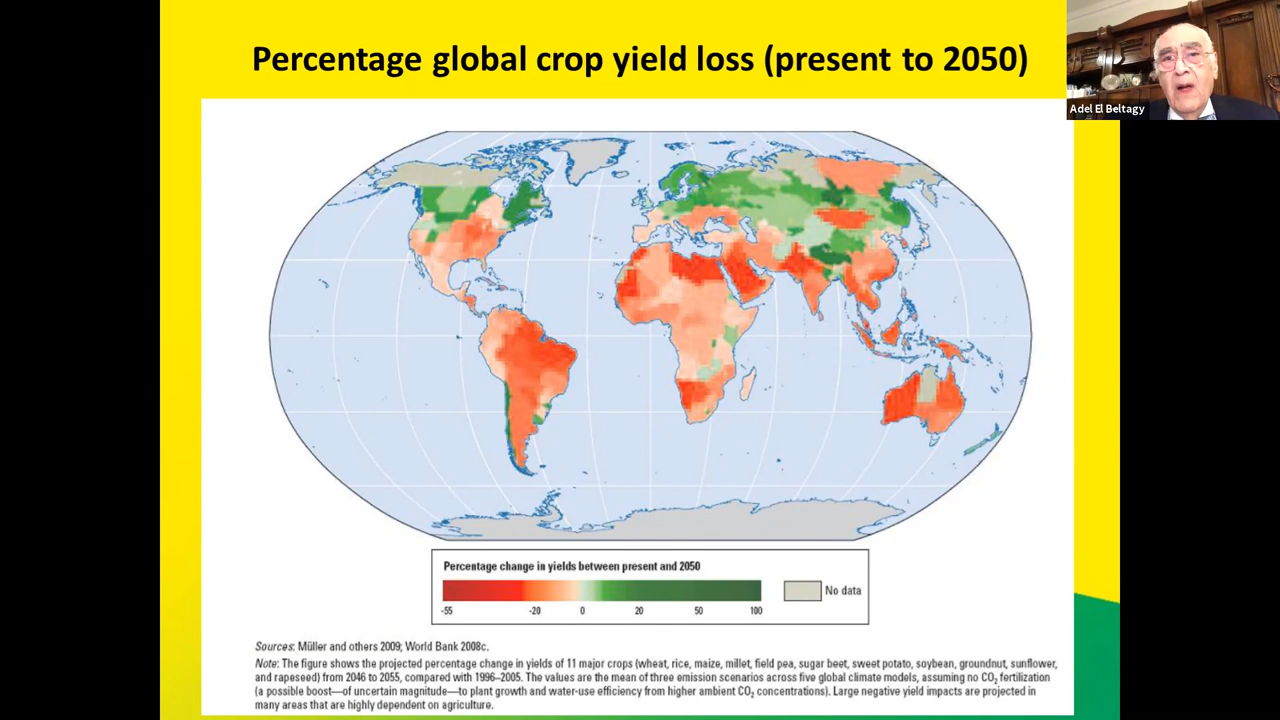 Percentage global crop yield loss (present to 2050)
Adel El Beltagy
Percentage change in yields between present and 2050
-55 -20 0 20 50 100
No data
Sources: Müller and others 2009; World Bank 2008c.
Note: The figure shows the projected percentage change in yields of 11 major crops (wheat, rice, maize, millet, field pea, sugar beet, sweet potato, soybean, groundnut, sunflower,
and rapeseed) from 2046 to 2055, compared with 1996–2005. The values are the mean of three emission scenarios across five global climate models, assuming no CO₂ fertilization
(a possible boost—of uncertain magnitude—to plant growth and water-use efficiency from higher ambient CO₂ concentrations). Large negative yield impacts are projected in
many areas that are highly dependent on agriculture.